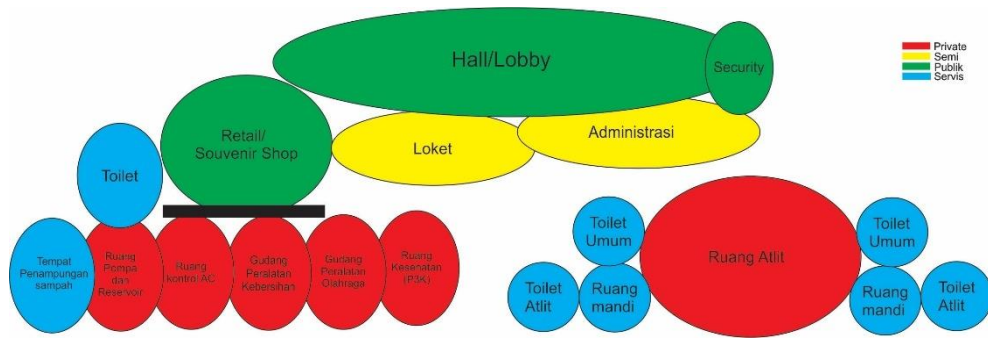 Hall/Lobby
Security
Private
Semi
Publik
Servis
Retail/
Souvenir Shop
Loket
Administrasi
Toilet
Toilet
Umum
Ruang Atlit
Toilet
Umum
Tempat
Penampungan
sampah
Ruang
Pompa
dan
Reservoir
Ruang
kontrol AC
Gudang
Peralatan
Kebersihan
Gudang
Peralatan
Olahraga
Ruang
Kesenatan
(P3K)
Toilet
Atlit
Ruang
mandi
Ruang
mandi
Toilet
Atlit